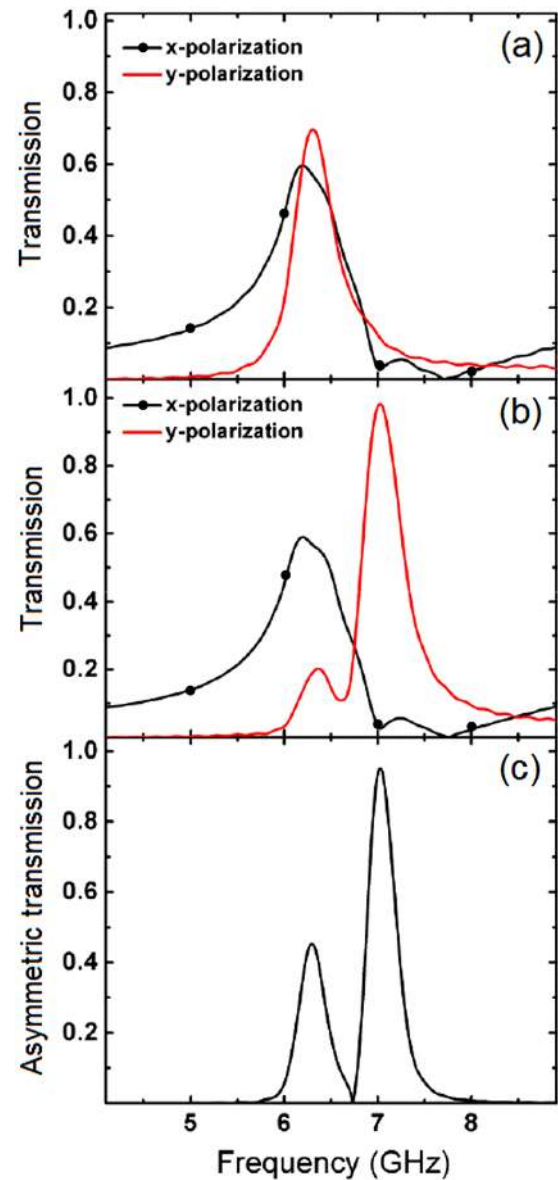 1.0
(a)
x-polarization
y-polarization
0.8
0.6
0.4
0.2
Transmission
1.0
(b)
x-polarization
y-polarization
0.8
0.6
0.4
0.2
Transmission
1.0
(c)
0.8
0.6
0.4
0.2
Asymmetric transmission
5 6 7 8
Frequency (GHz)